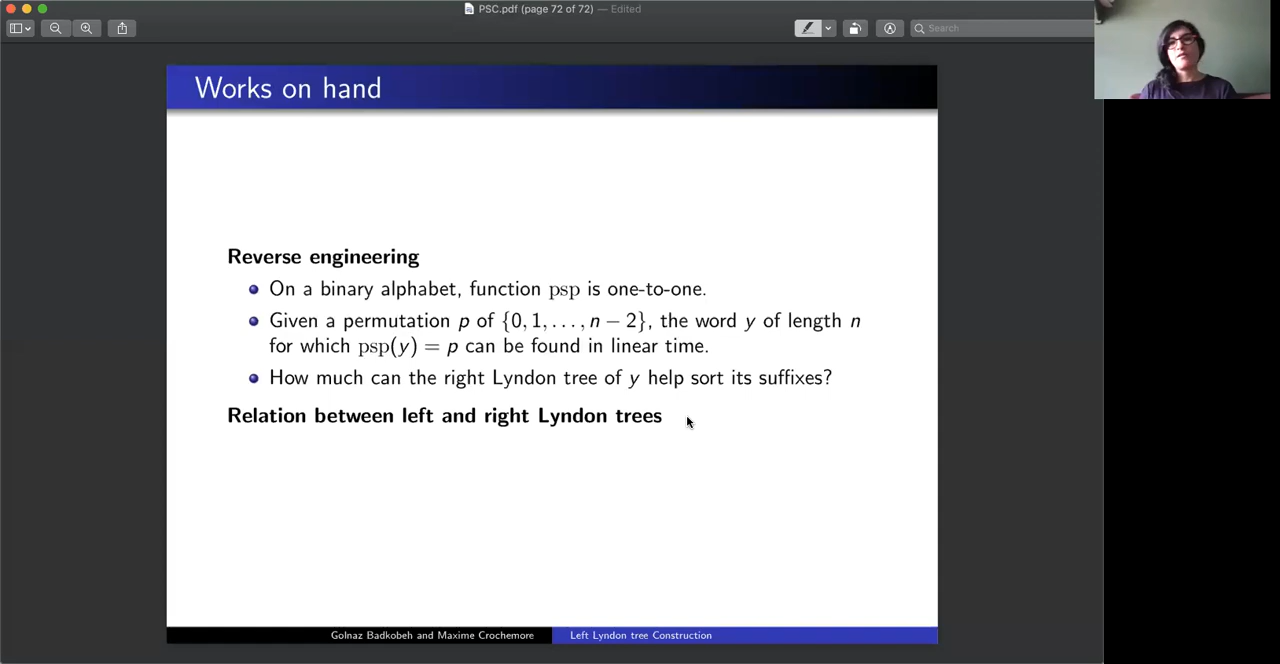 PSC.pdf (page 72 of 72) — Edited
Search
Works on hand
Reverse engineering
On a binary alphabet, function psp is one-to-one.
Given a permutation p of {0, 1, . . . , n − 2}, the word y of length n
for which psp(y) = p can be found in linear time.
How much can the right Lyndon tree of y help sort its suffixes?
Relation between left and right Lyndon trees
Golnaz Badkobeh and Maxime Crochemore
Left Lyndon tree Construction